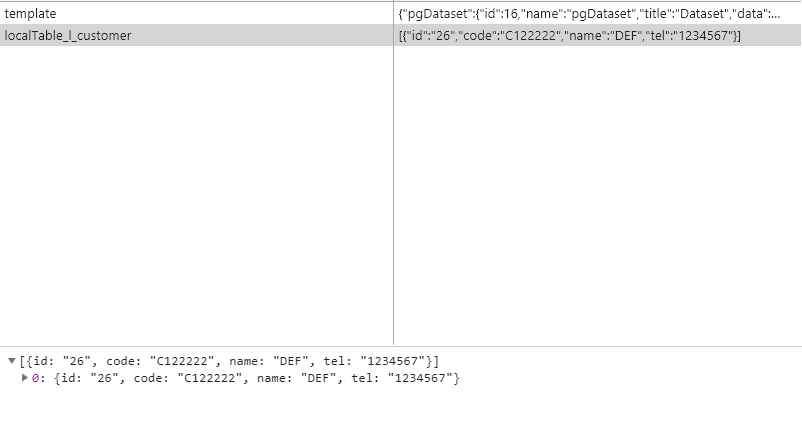 template {"pgDataset":{"id":16,"name":"pgDataset","title":"Dataset","data":...
localTable_l_customer [{"id":"26","code":"C122222","name":"DEF","tel":"1234567"}]
▼[{id: "26", code: "C122222", name: "DEF", tel: "1234567"}]
▶0: {id: "26", code: "C122222", name: "DEF", tel: "1234567"}